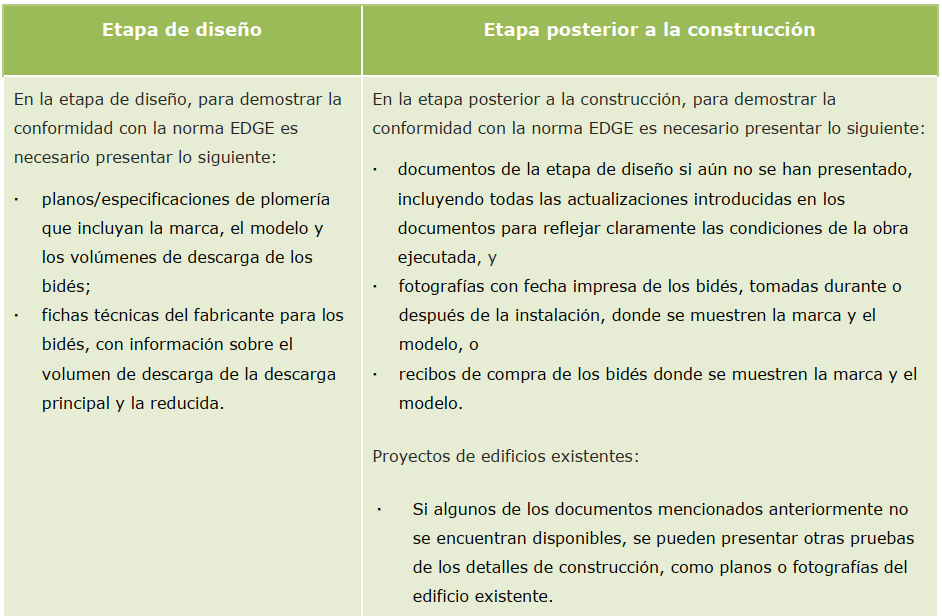 Etapa de diseño
Etapa posterior a la construcción
En la etapa de diseño, para demostrar la
conformidad con la norma EDGE es
necesario presentar lo siguiente:
· planos/especificaciones de plomería
que incluyan la marca, el modelo y
los volúmenes de descarga de los
bidés;
· fichas técnicas del fabricante para los
bidés, con información sobre el
volumen de descarga de la descarga
principal y la reducida.
En la etapa posterior a la construcción, para demostrar la
conformidad con la norma EDGE es necesario presentar lo siguiente:
· documentos de la etapa de diseño si aún no se han presentado,
incluyendo todas las actualizaciones introducidas en los
documentos para reflejar claramente las condiciones de la obra
ejecutada, y
· fotografías con fecha impresa de los bidés, tomadas durante o
después de la instalación, donde se muestren la marca y el
modelo, o
· recibos de compra de los bidés donde se muestren la marca y el
modelo.
Proyectos de edificios existentes:
· Si algunos de los documentos mencionados anteriormente no
se encuentran disponibles, se pueden presentar otras pruebas
de los detalles de construcción, como planos o fotografías del
edificio existente.